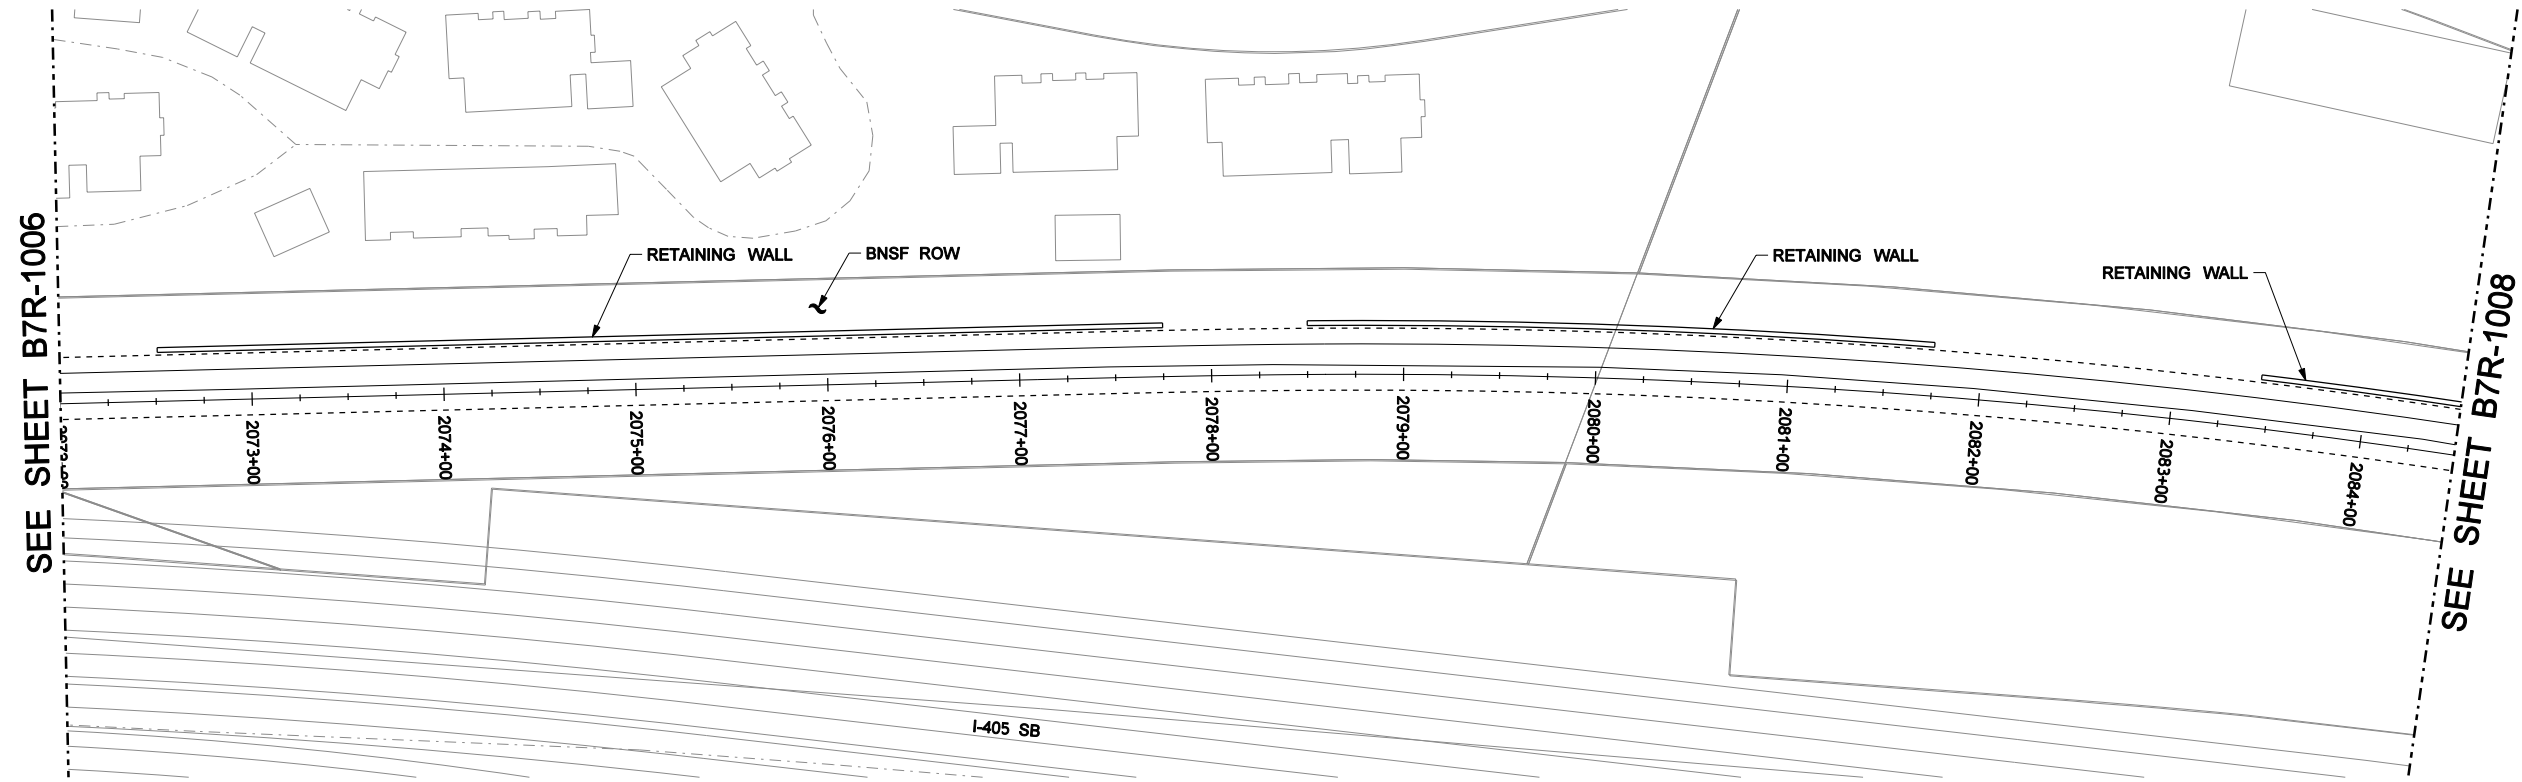 SEE SHEET B7R-1006
RETAINING WALL
BNSF ROW
RETAINING WALL
RETAINING WALL
SEE SHEET B7R-1008
2073+00
2074+00
2075+00
2076+00
2077+00
2078+00
2079+00
2080+00
2081+00
2082+00
2083+00
2084+00
I-405 SB